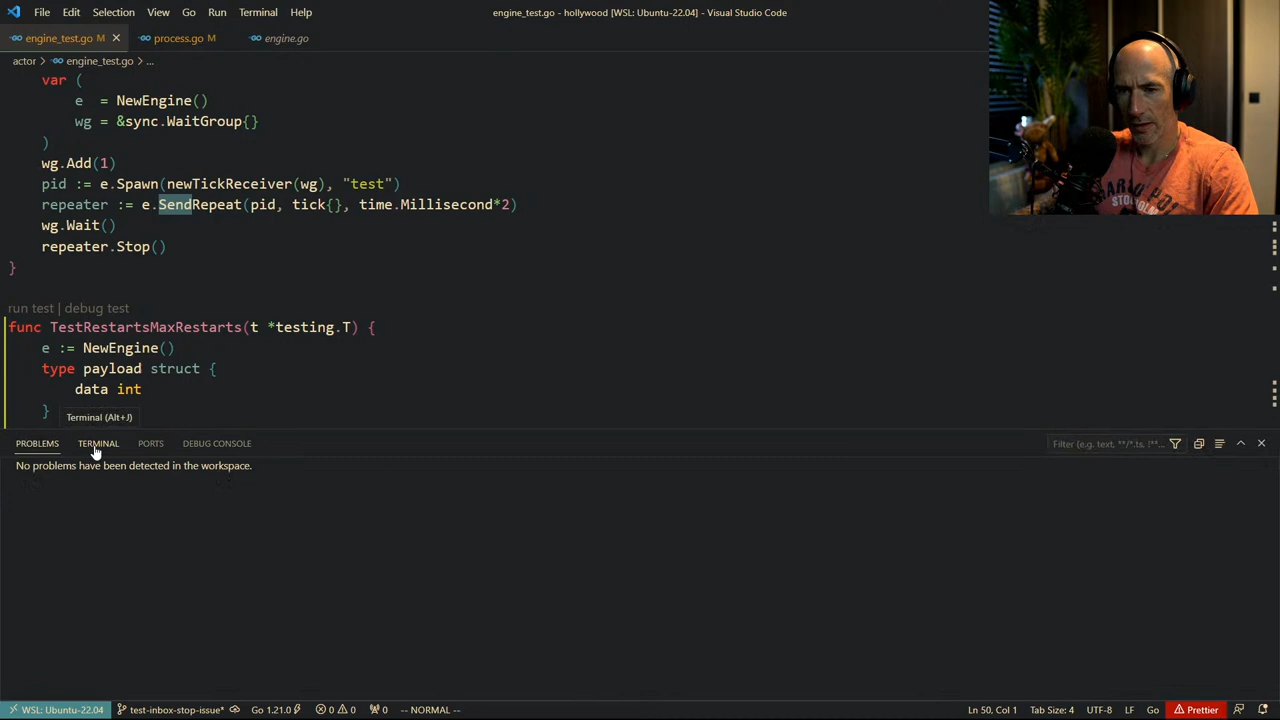 File Edit Selection View Go Run Terminal Help engine_test.go - hollywood [WSL: Ubuntu-22.04] - Visual Studio Code
engine_test.go M process.go M engine.go
actor > engine_test.go > ...
var (
e = NewEngine()
wg = &sync.WaitGroup{}
)
wg.Add(1)
pid := e.Spawn(newTickReceiver(wg), "test")
repeater := e.SendRepeat(pid, tick{}, time.Millisecond*2)
wg.Wait()
repeater.Stop()
}
run test | debug test
func TestRestartsMaxRestarts(t *testing.T) {
e := NewEngine()
type payload struct {
data int
}
Terminal (Alt+J)
PROBLEMS TERMINAL PORTS DEBUG CONSOLE Filter (e.g. text, **/*.ts, !**...
No problems have been detected in the workspace.
WSL: Ubuntu-22.04 test-inbox-stop-issue* Go 1.21.0 0 0 0 -- NORMAL -- Ln 50, Col 1 Tab Size: 4 UTF-8 LF Go Prettier